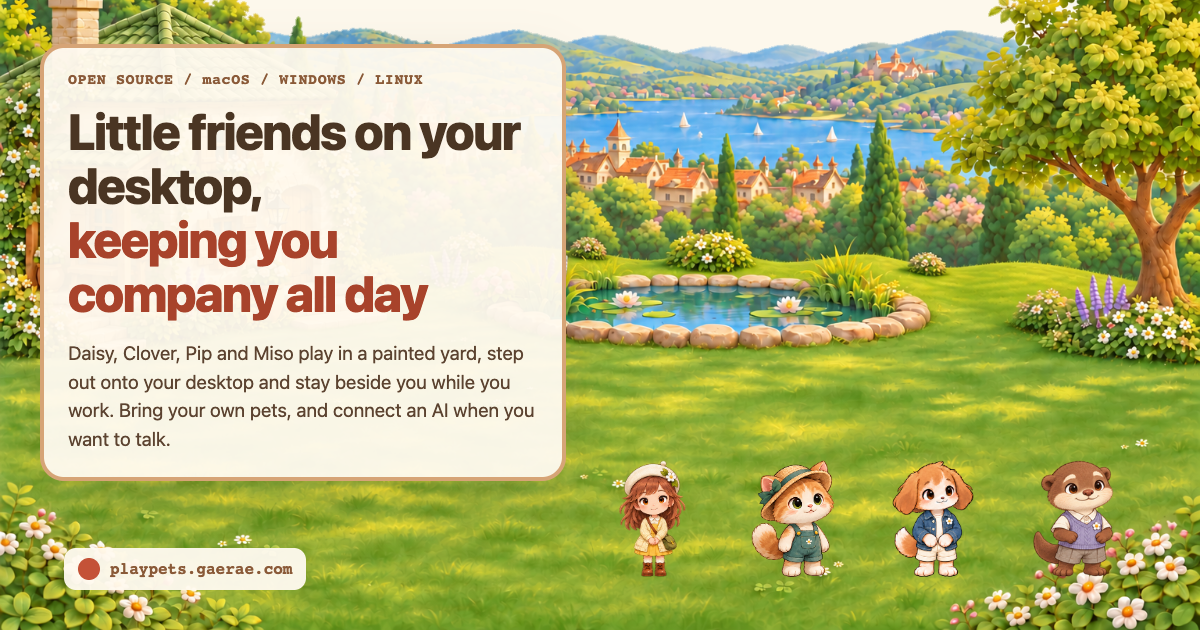 OPEN SOURCE / macOS / WINDOWS / LINUX
Little friends on your
desktop,
keeping you
company all day
Daisy, Clover, Pip and Miso play in a painted yard, step
out onto your desktop and stay beside you while you
work. Bring your own pets, and connect an AI when you
want to talk.
playpets.gaerae.com